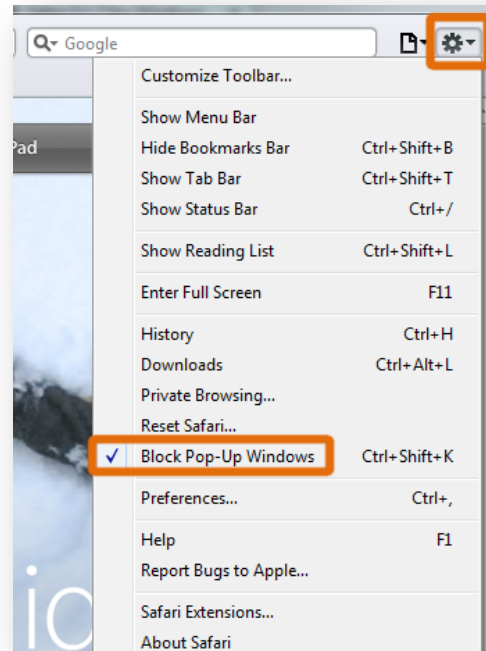 Google
Customize Toolbar...
Show Menu Bar
Hide Bookmarks Bar Ctrl+Shift+B
Pad
Show Tab Bar Ctrl+Shift+T
Show Status Bar Ctrl+/
Show Reading List Ctrl+Shift+L
Enter Full Screen F11
History Ctrl+H
Downloads Ctrl+Alt+L
Private Browsing...
Reset Safari...
Block Pop-Up Windows Ctrl+Shift+K
Preferences... Ctrl+,
Help F1
Report Bugs to Apple...
Safari Extensions...
About Safari